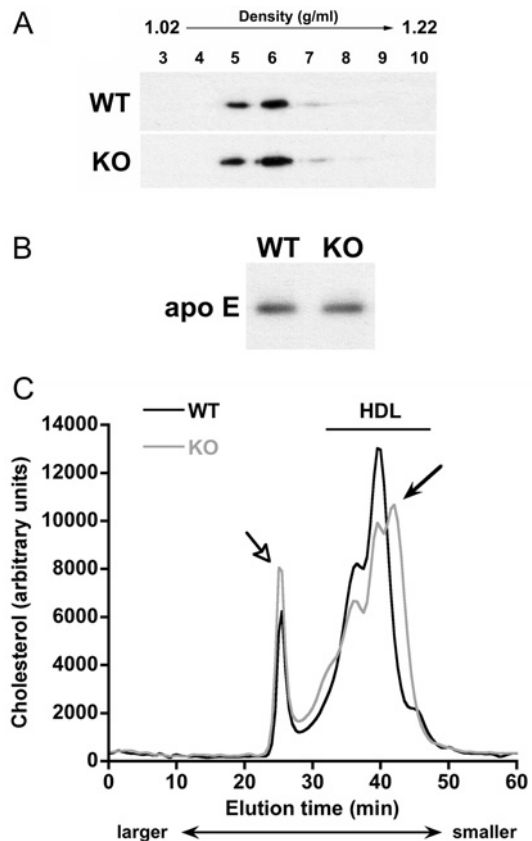 A
Density (g/ml)
1.02 1.22
3 4 5 6 7 8 9 10
WT
KO
B
WT KO
apo E
C
WT
KO
HDL
14000
12000
10000
8000
6000
4000
2000
0
Cholesterol (arbitrary units)
0 10 20 30 40 50 60
Elution time (min)
larger smaller